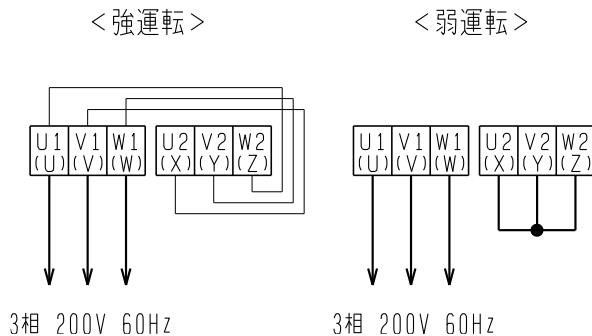 ＜強運転＞ ＜弱運転＞
U1 V1 W1 U2 V2 W2 U1 V1 W1 U2 V2 W2
(U) (V) (W) (X) (Y) (Z) (U) (V) (W) (X) (Y) (Z)
3相 200V 60Hz 3相 200V 60Hz